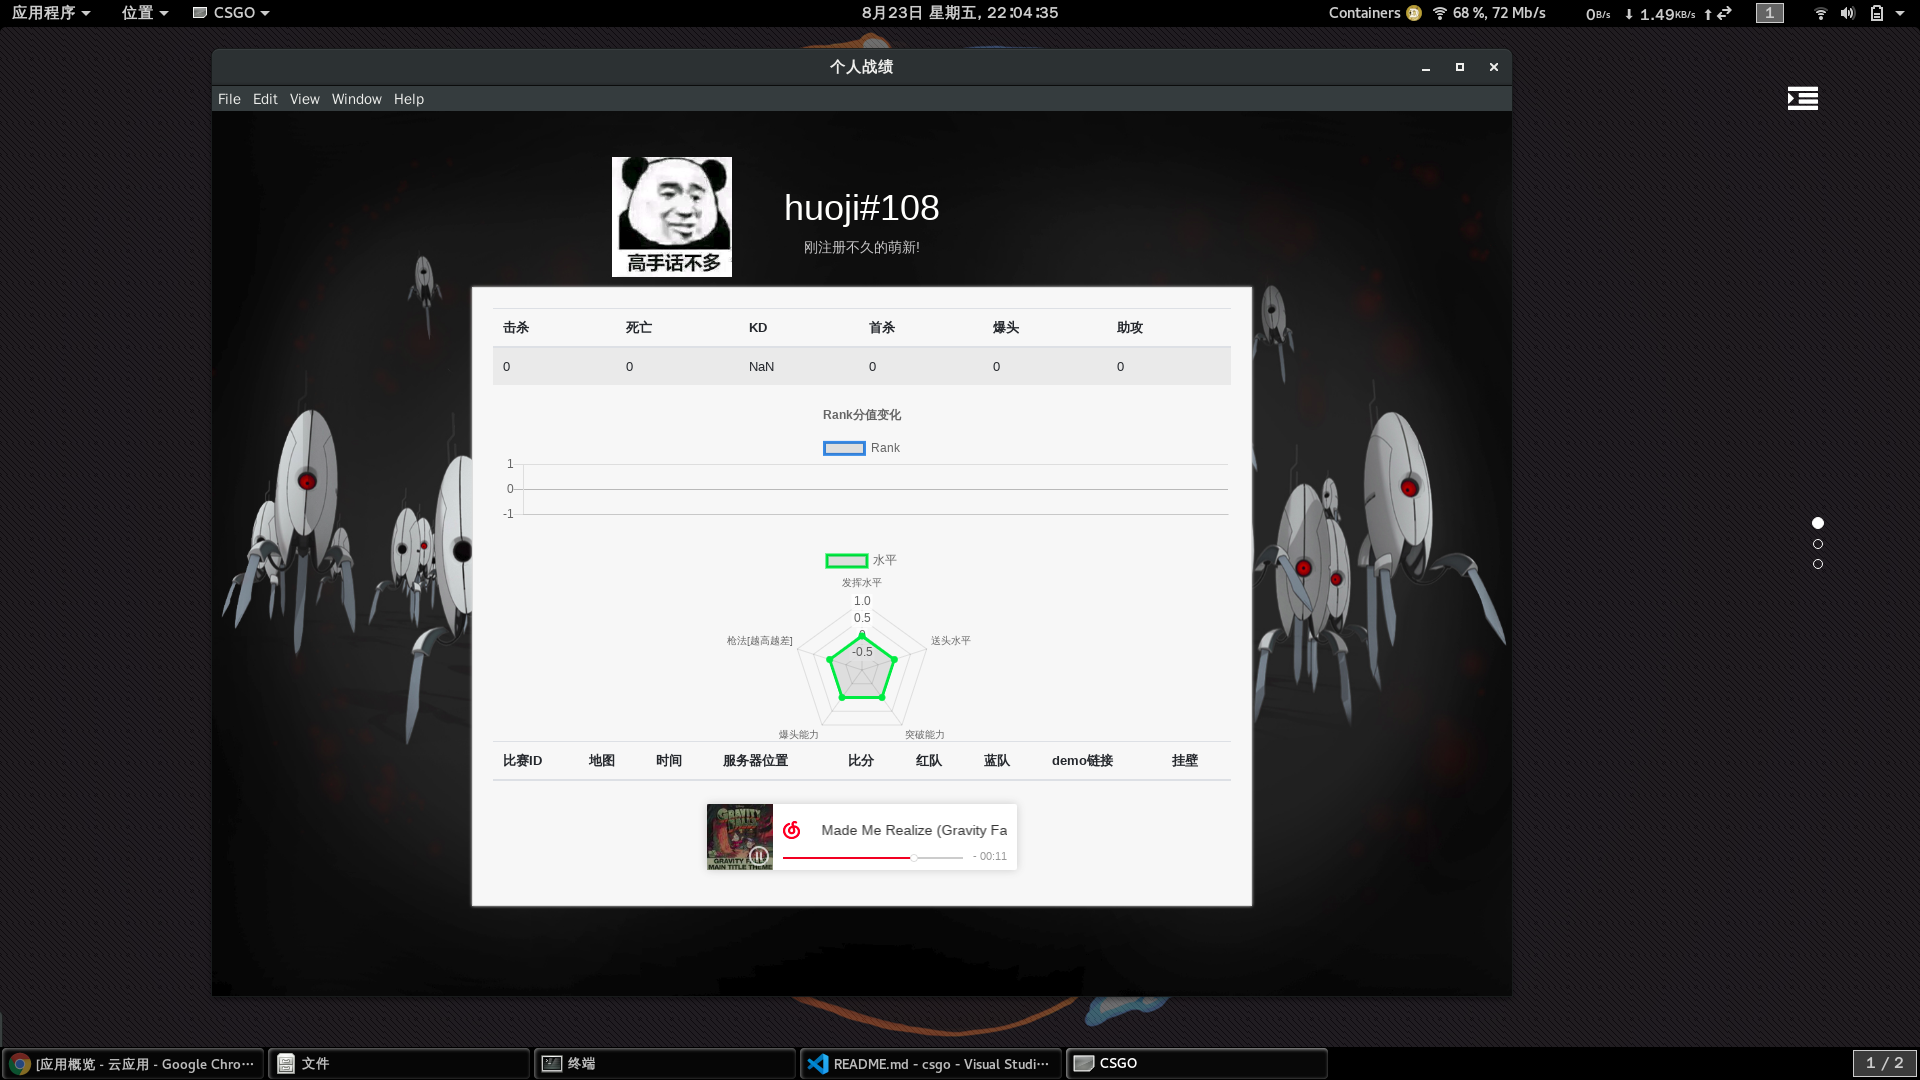 应用程序 位置 CSGO 8月23日 星期五, 22:04:35 Containers 68 %, 72 Mb/s 0B/s 1.49KB/s 1
个人战绩
File Edit View Window Help
huoji#108
刚注册不久的萌新!
高手话不多
击杀 死亡 KD 首杀 爆头 助攻
0 0 NaN 0 0 0
Rank分值变化
Rank
1
0
-1
水平
发挥水平
1.0
0.5
0
-0.5
枪法[越高越差]
送头水平
爆头能力
突破能力
比赛ID 地图 时间 服务器位置 比分 红队 蓝队 demo链接 挂壁
GRAVITY FALLS
GRAVITY FALLS
MAIN TITLE THEME
Made Me Realize (Gravity Fa
- 00:11
[应用概览 - 云应用 - Google Chro··· 文件 终端 README.md - csgo - Visual Studi··· CSGO 1 / 2